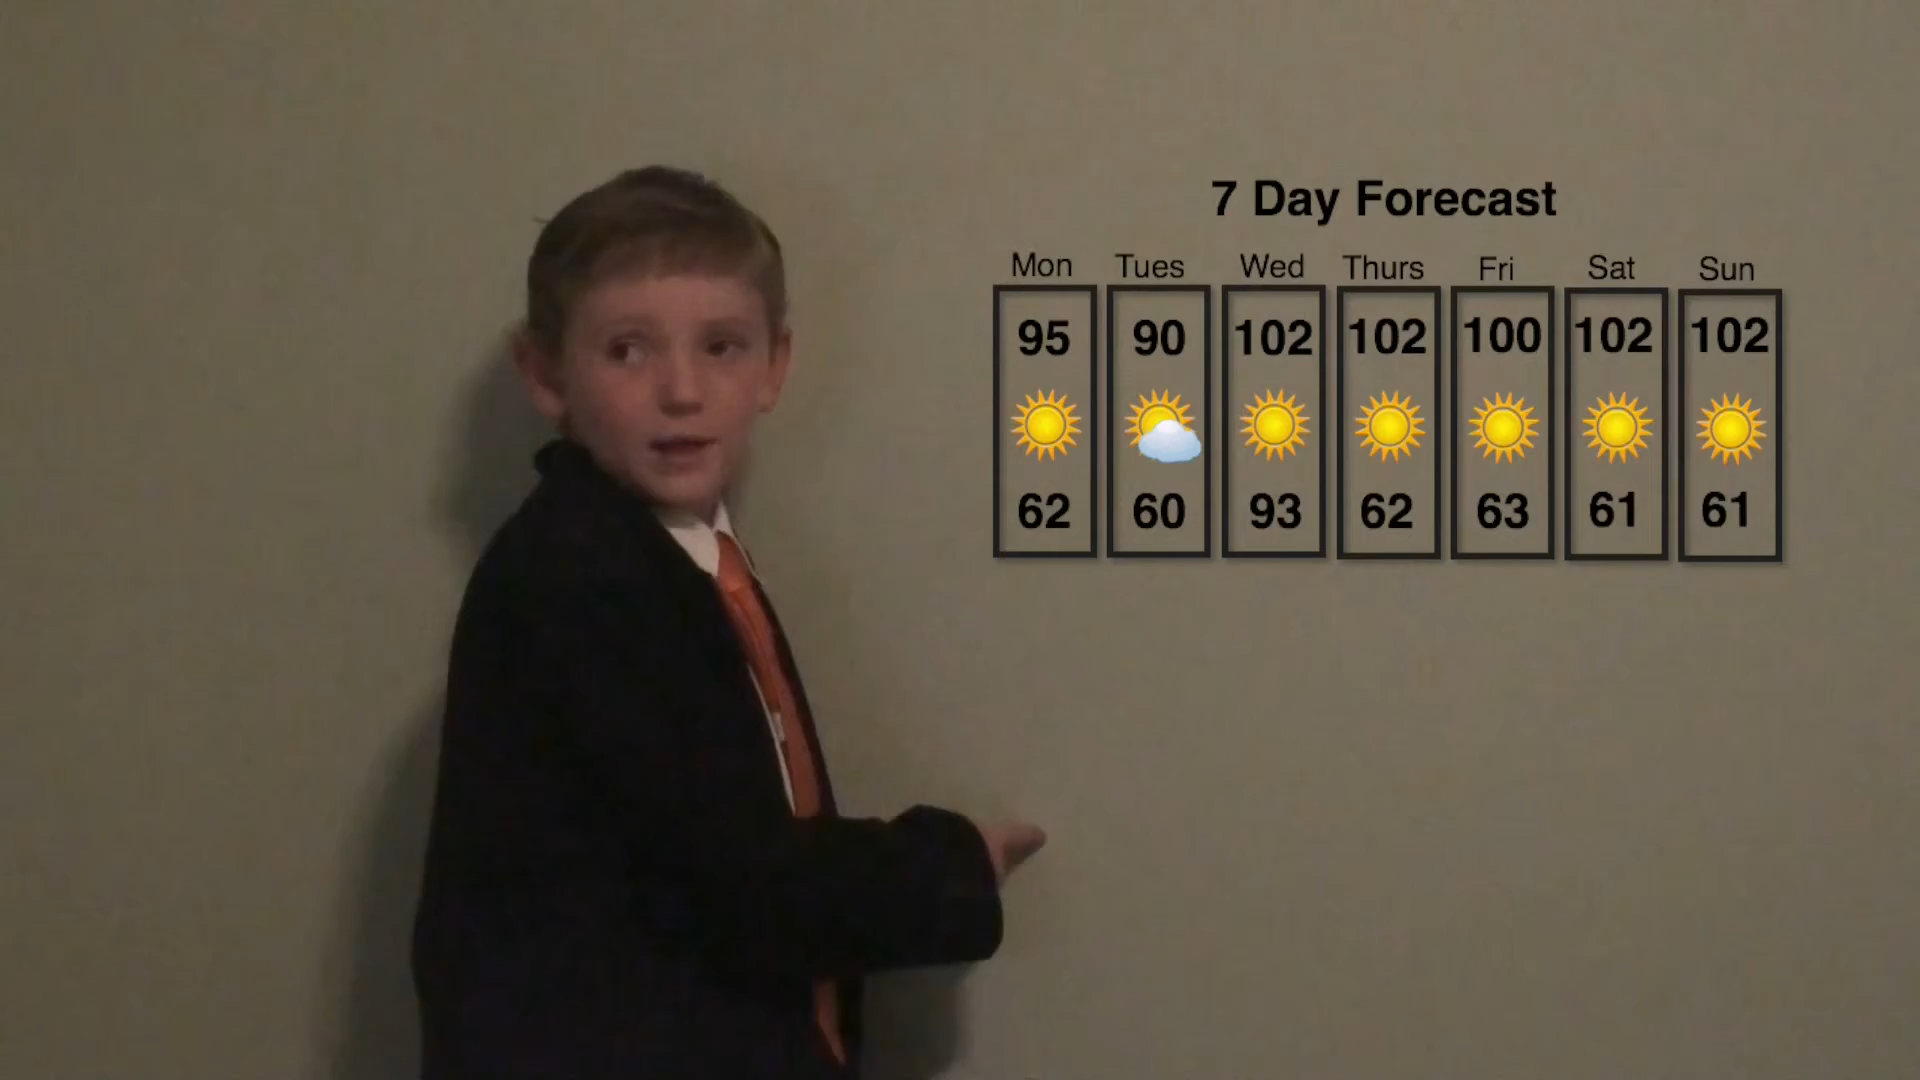 7 Day Forecast
Mon Tues Wed Thurs Fri Sat Sun
95 90 102 102 100 102 102
62 60 93 62 63 61 61